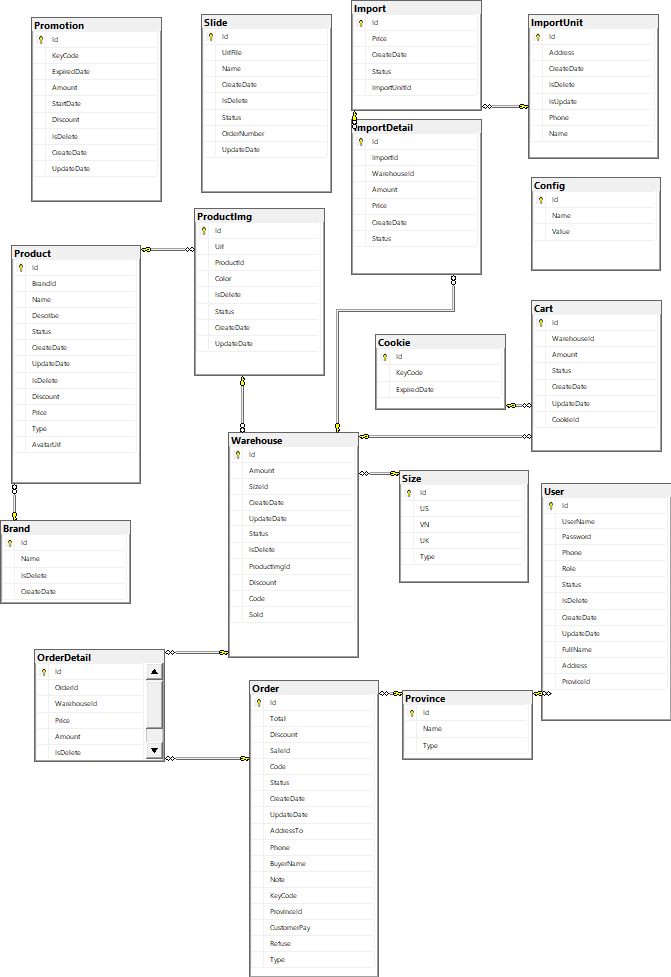 Promotion
Id
KeyCode
ExpiredDate
Amount
StartDate
Discount
IsDelete
CreateDate
UpdateDate
Slide
Id
UrlFile
Name
CreateDate
IsDelete
Status
OrderNumber
UpdateDate
Import
Id
Price
CreateDate
Status
ImportUnitId
ImportUnit
Id
Address
CreateDate
IsDelete
IsUpdate
Phone
Name
ImportDetail
Id
ImportId
WarehouseId
Amount
Price
CreateDate
Status
Config
Id
Name
Value
ProductImg
Id
Url
ProductId
Color
IsDelete
Status
CreateDate
UpdateDate
Product
Id
BrandId
Name
Describe
Status
CreateDate
UpdateDate
IsDelete
Discount
Price
Type
AvatarUrl
Cart
Id
WarehouseId
Amount
Status
CreateDate
UpdateDate
CookieId
Cookie
Id
KeyCode
ExpiredDate
Warehouse
Id
Amount
SizeId
CreateDate
UpdateDate
Status
IsDelete
ProductImgId
Discount
Code
Sold
Size
Id
US
VN
UK
Type
User
Id
UserName
Password
Phone
Role
Status
IsDelete
CreateDate
UpdateDate
FullName
Address
ProviceId
Brand
Id
Name
IsDelete
CreateDate
OrderDetail
Id
OrderId
WarehouseId
Price
Amount
IsDelete
Order
Id
Total
Discount
SaleId
Code
Status
CreateDate
UpdateDate
AddressTo
Phone
BuyerName
Note
KeyCode
ProvinceId
CustomerPay
Refuse
Type
Province
Id
Name
Type